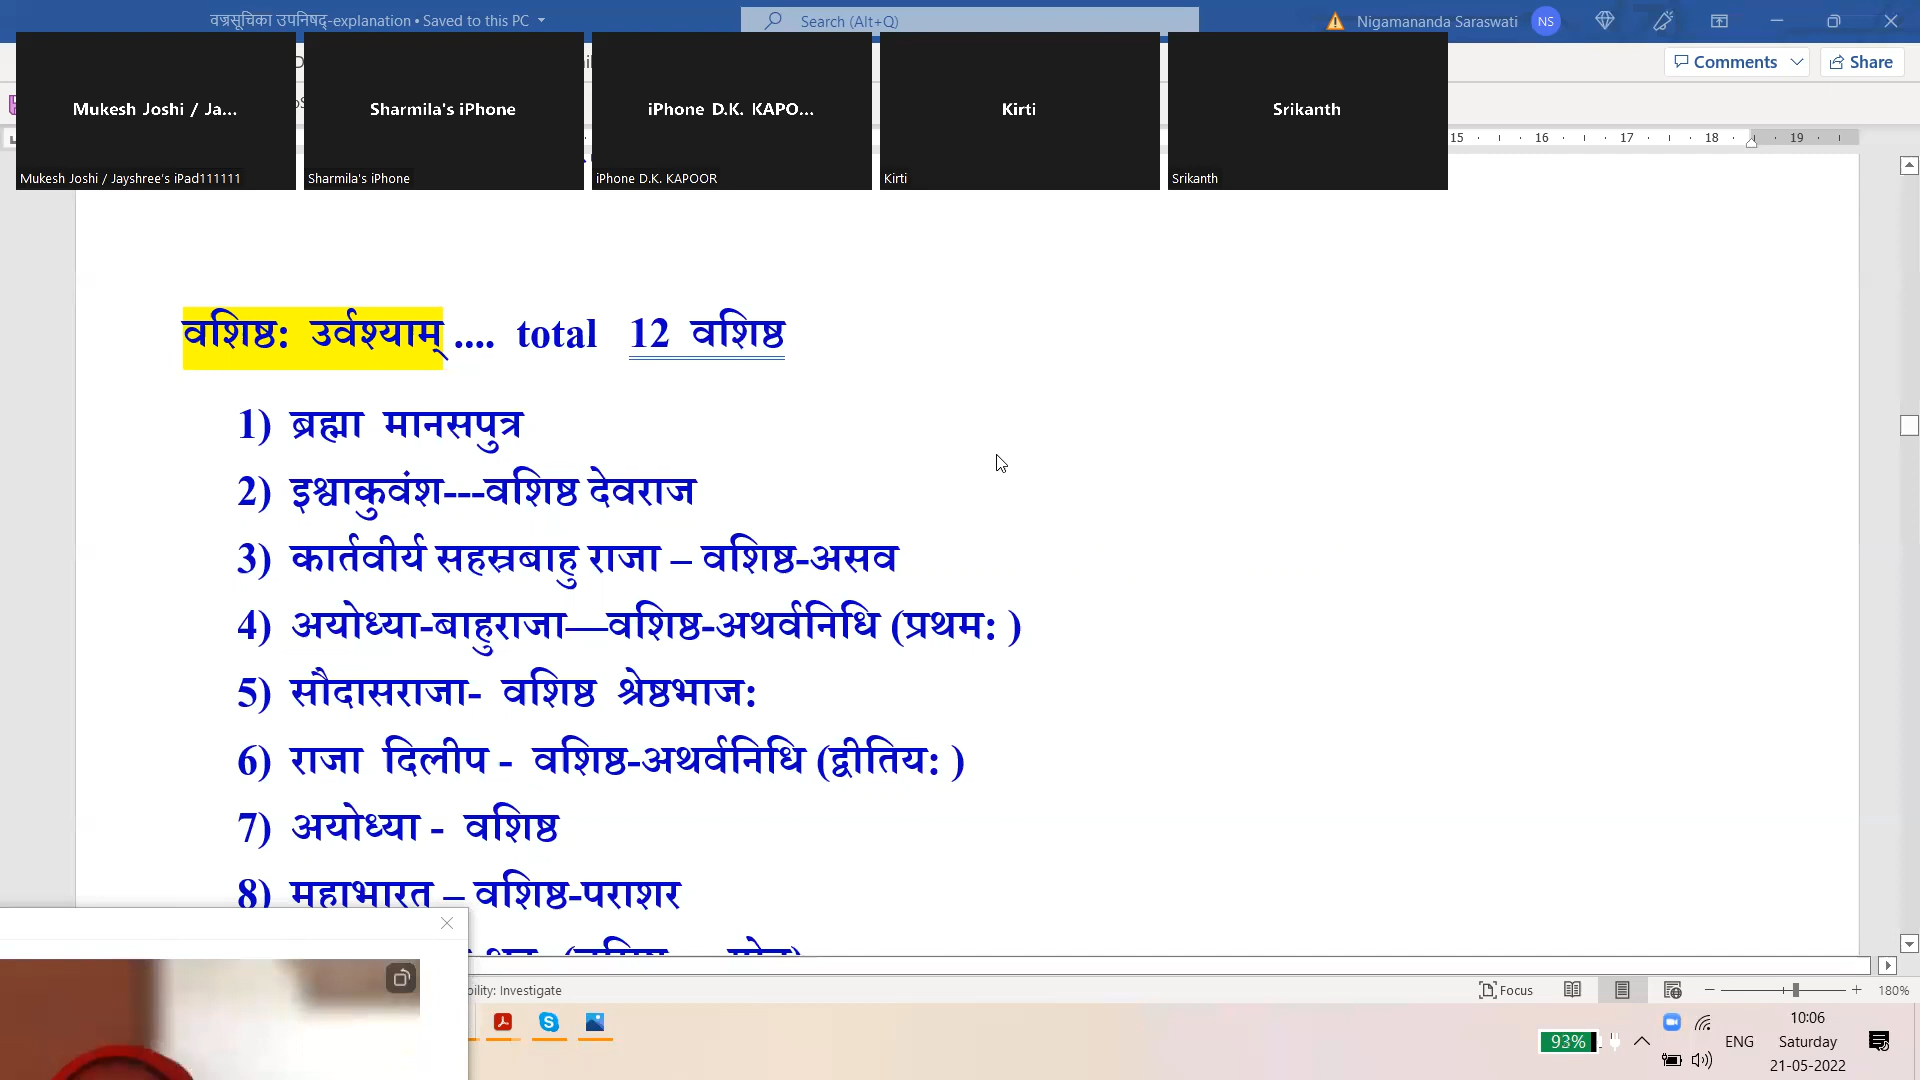 वज्रसूचिका उपनिषद्-explanation • Saved to this PC
Search (Alt+Q)
Nigamananda Saraswati
NS
Comments
Share
Mukesh Joshi / Ja...
Sharmila's iPhone
iPhone D.K. KAPO...
Kirti
Srikanth
Mukesh Joshi / Jayshree's iPad111111
Sharmila's iPhone
iPhone D.K. KAPOOR
Kirti
Srikanth
15 16 17 18 19
वशिष्ठ: उर्वश्याम् .... total 12 वशिष्ठ
1) ब्रह्मा मानसपुत्र
2) इश्वाकुवंश---वशिष्ठ देवराज
3) कार्तवीर्य सहस्रबाहु राजा – वशिष्ठ-असव
4) अयोध्या-बाहुराजा—वशिष्ठ-अथर्वनिधि (प्रथम: )
5) सौदासराजा- वशिष्ठ श्रेष्ठभाज:
6) राजा दिलीप - वशिष्ठ-अथर्वनिधि (द्वीतिय: )
7) अयोध्या - वशिष्ठ
8) महाभारत – वशिष्ठ-पराशर
bility: Investigate
Focus
180%
93%
ENG
10:06
Saturday
21-05-2022